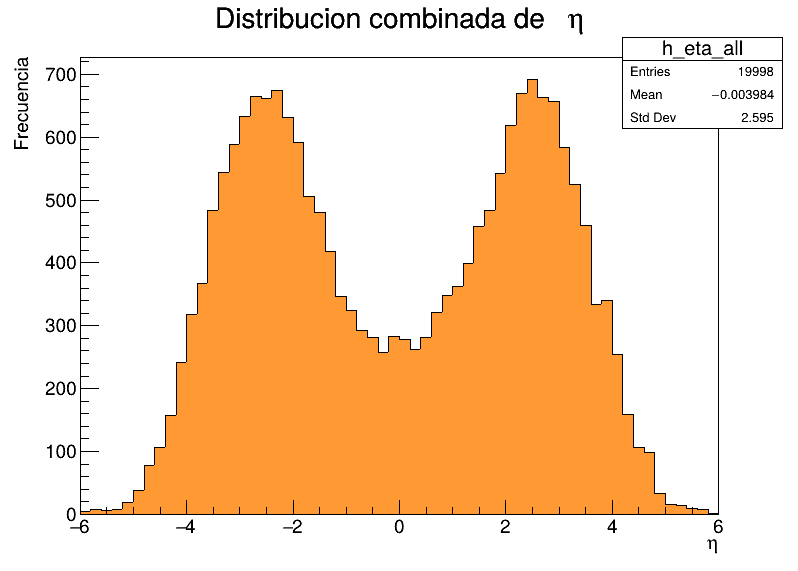 Distribucion combinada de η
h_eta_all
Entries 19998
Mean −0.003984
Std Dev 2.595
Frecuencia
700
600
500
400
300
200
100
0
−6 −4 −2 0 2 4 6
η